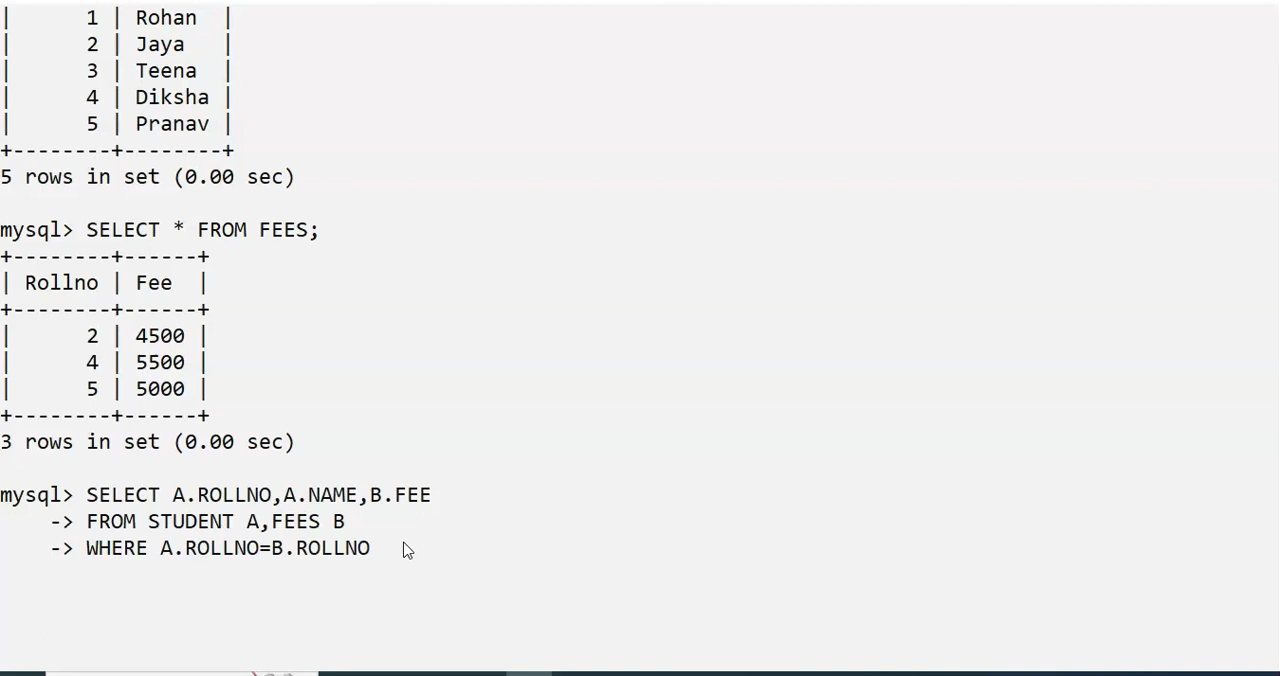 |      1 | Rohan  |
|      2 | Jaya   |
|      3 | Teena  |
|      4 | Diksha |
|      5 | Pranav |
+--------+--------+
5 rows in set (0.00 sec)
mysql> SELECT * FROM FEES;
+--------+------+
| Rollno | Fee  |
+--------+------+
|      2 | 4500 |
|      4 | 5500 |
|      5 | 5000 |
+--------+------+
3 rows in set (0.00 sec)
mysql> SELECT A.ROLLNO,A.NAME,B.FEE
    -> FROM STUDENT A,FEES B
    -> WHERE A.ROLLNO=B.ROLLNO